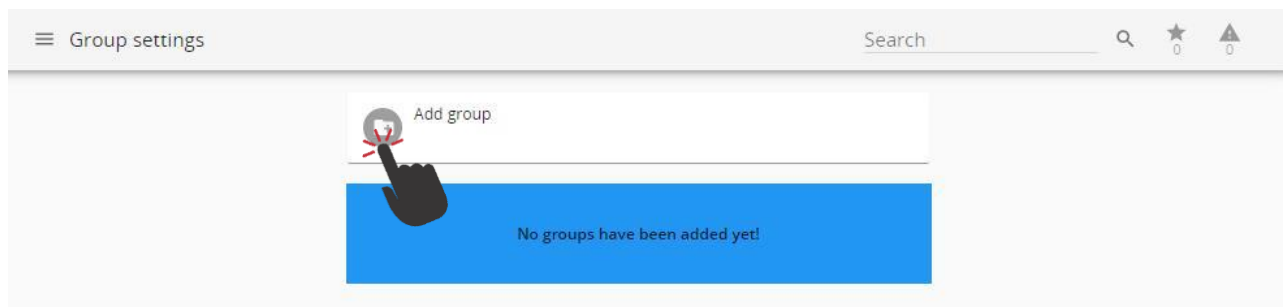 Group settings
Search
0
0
Add group
No groups have been added yet!